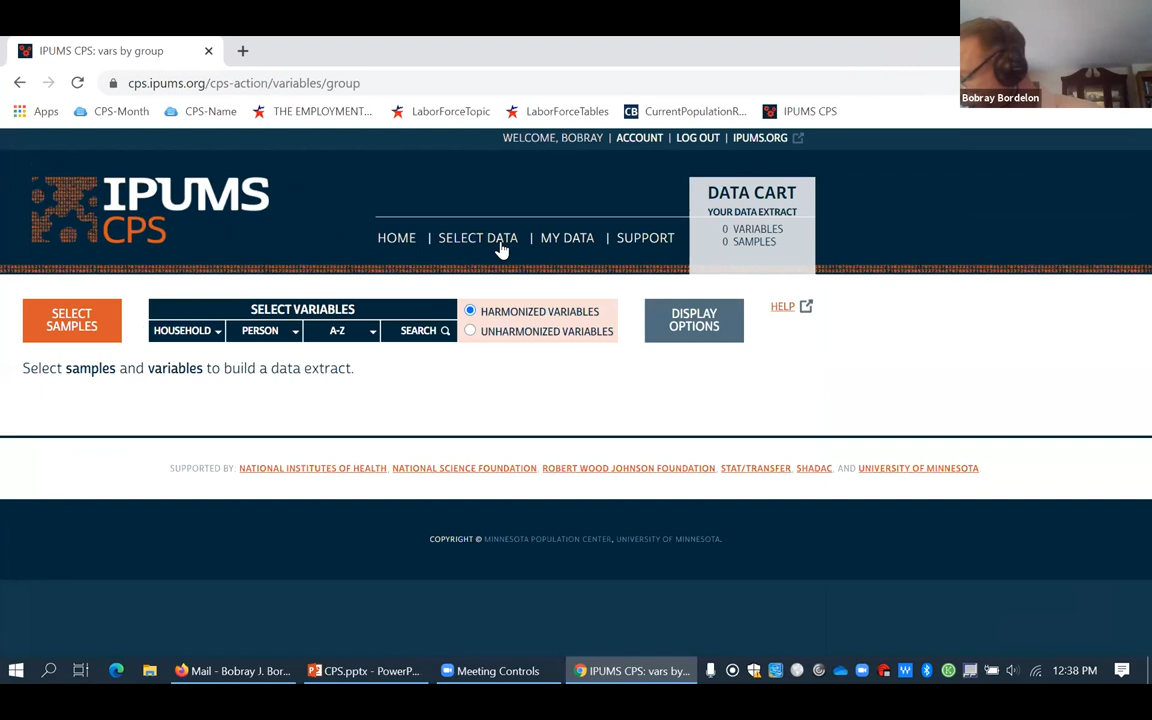 IPUMS CPS: vars by group
Bobray Bordelon
cps.ipums.org/cps-action/variables/group
Apps
CPS-Month
CPS-Name
THE EMPLOYMENT...
LaborForceTopic
LaborForceTables
CB CurrentPopulationR...
IPUMS CPS
WELCOME, BOBRAY | ACCOUNT | LOG OUT | IPUMS.ORG
IPUMS
CPS
DATA CART
YOUR DATA EXTRACT
0 VARIABLES
0 SAMPLES
HOME | SELECT DATA | MY DATA | SUPPORT
SELECT
SAMPLES
SELECT VARIABLES
HOUSEHOLD
PERSON
A-Z
SEARCH
HARMONIZED VARIABLES
UNHARMONIZED VARIABLES
DISPLAY
OPTIONS
HELP
Select samples and variables to build a data extract.
SUPPORTED BY: NATIONAL INSTITUTES OF HEALTH, NATIONAL SCIENCE FOUNDATION, ROBERT WOOD JOHNSON FOUNDATION, STAT/TRANSFER, SHADAC, AND UNIVERSITY OF MINNESOTA
COPYRIGHT © MINNESOTA POPULATION CENTER, UNIVERSITY OF MINNESOTA.
Mail - Bobray J. Bor...
CPS.pptx - PowerP...
Meeting Controls
IPUMS CPS: vars by...
12:38 PM